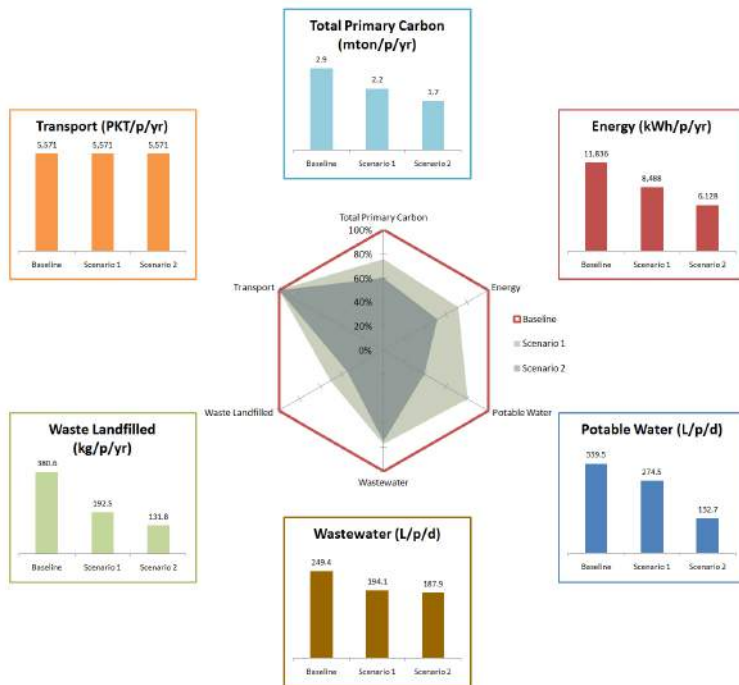 Total Primary Carbon
(mton/p/yr)
2.9
2.2
1.7
Baseline Scenario 1 Scenario 2
Transport (PKT/p/yr)
5,571 5,571 5,571
Baseline Scenario 1 Scenario 2
Energy (kWh/p/yr)
11,636
8,488
6,128
Baseline Scenario 1 Scenario 2
Total Primary Carbon
100%
80%
60%
40%
20%
0%
Transport
Energy
Waste Landfilled
Potable Water
Wastewater
Baseline
Scenario 1
Scenario 2
Waste Landfilled
(kg/p/yr)
380.6
192.5
131.8
Baseline Scenario 1 Scenario 2
Wastewater (L/p/d)
249.4
194.1
187.9
Baseline Scenario 1 Scenario 2
Potable Water (L/p/d)
339.5
274.5
132.7
Baseline Scenario 1 Scenario 2